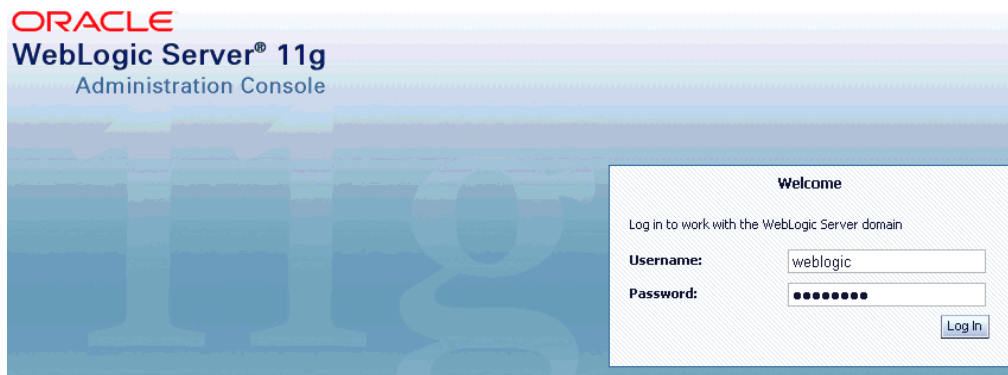 ORACLE
WebLogic Server® 11g
Administration Console
11g
Welcome
Log in to work with the WebLogic Server domain
Username: weblogic
Password: ●●●●●●●●
Log In